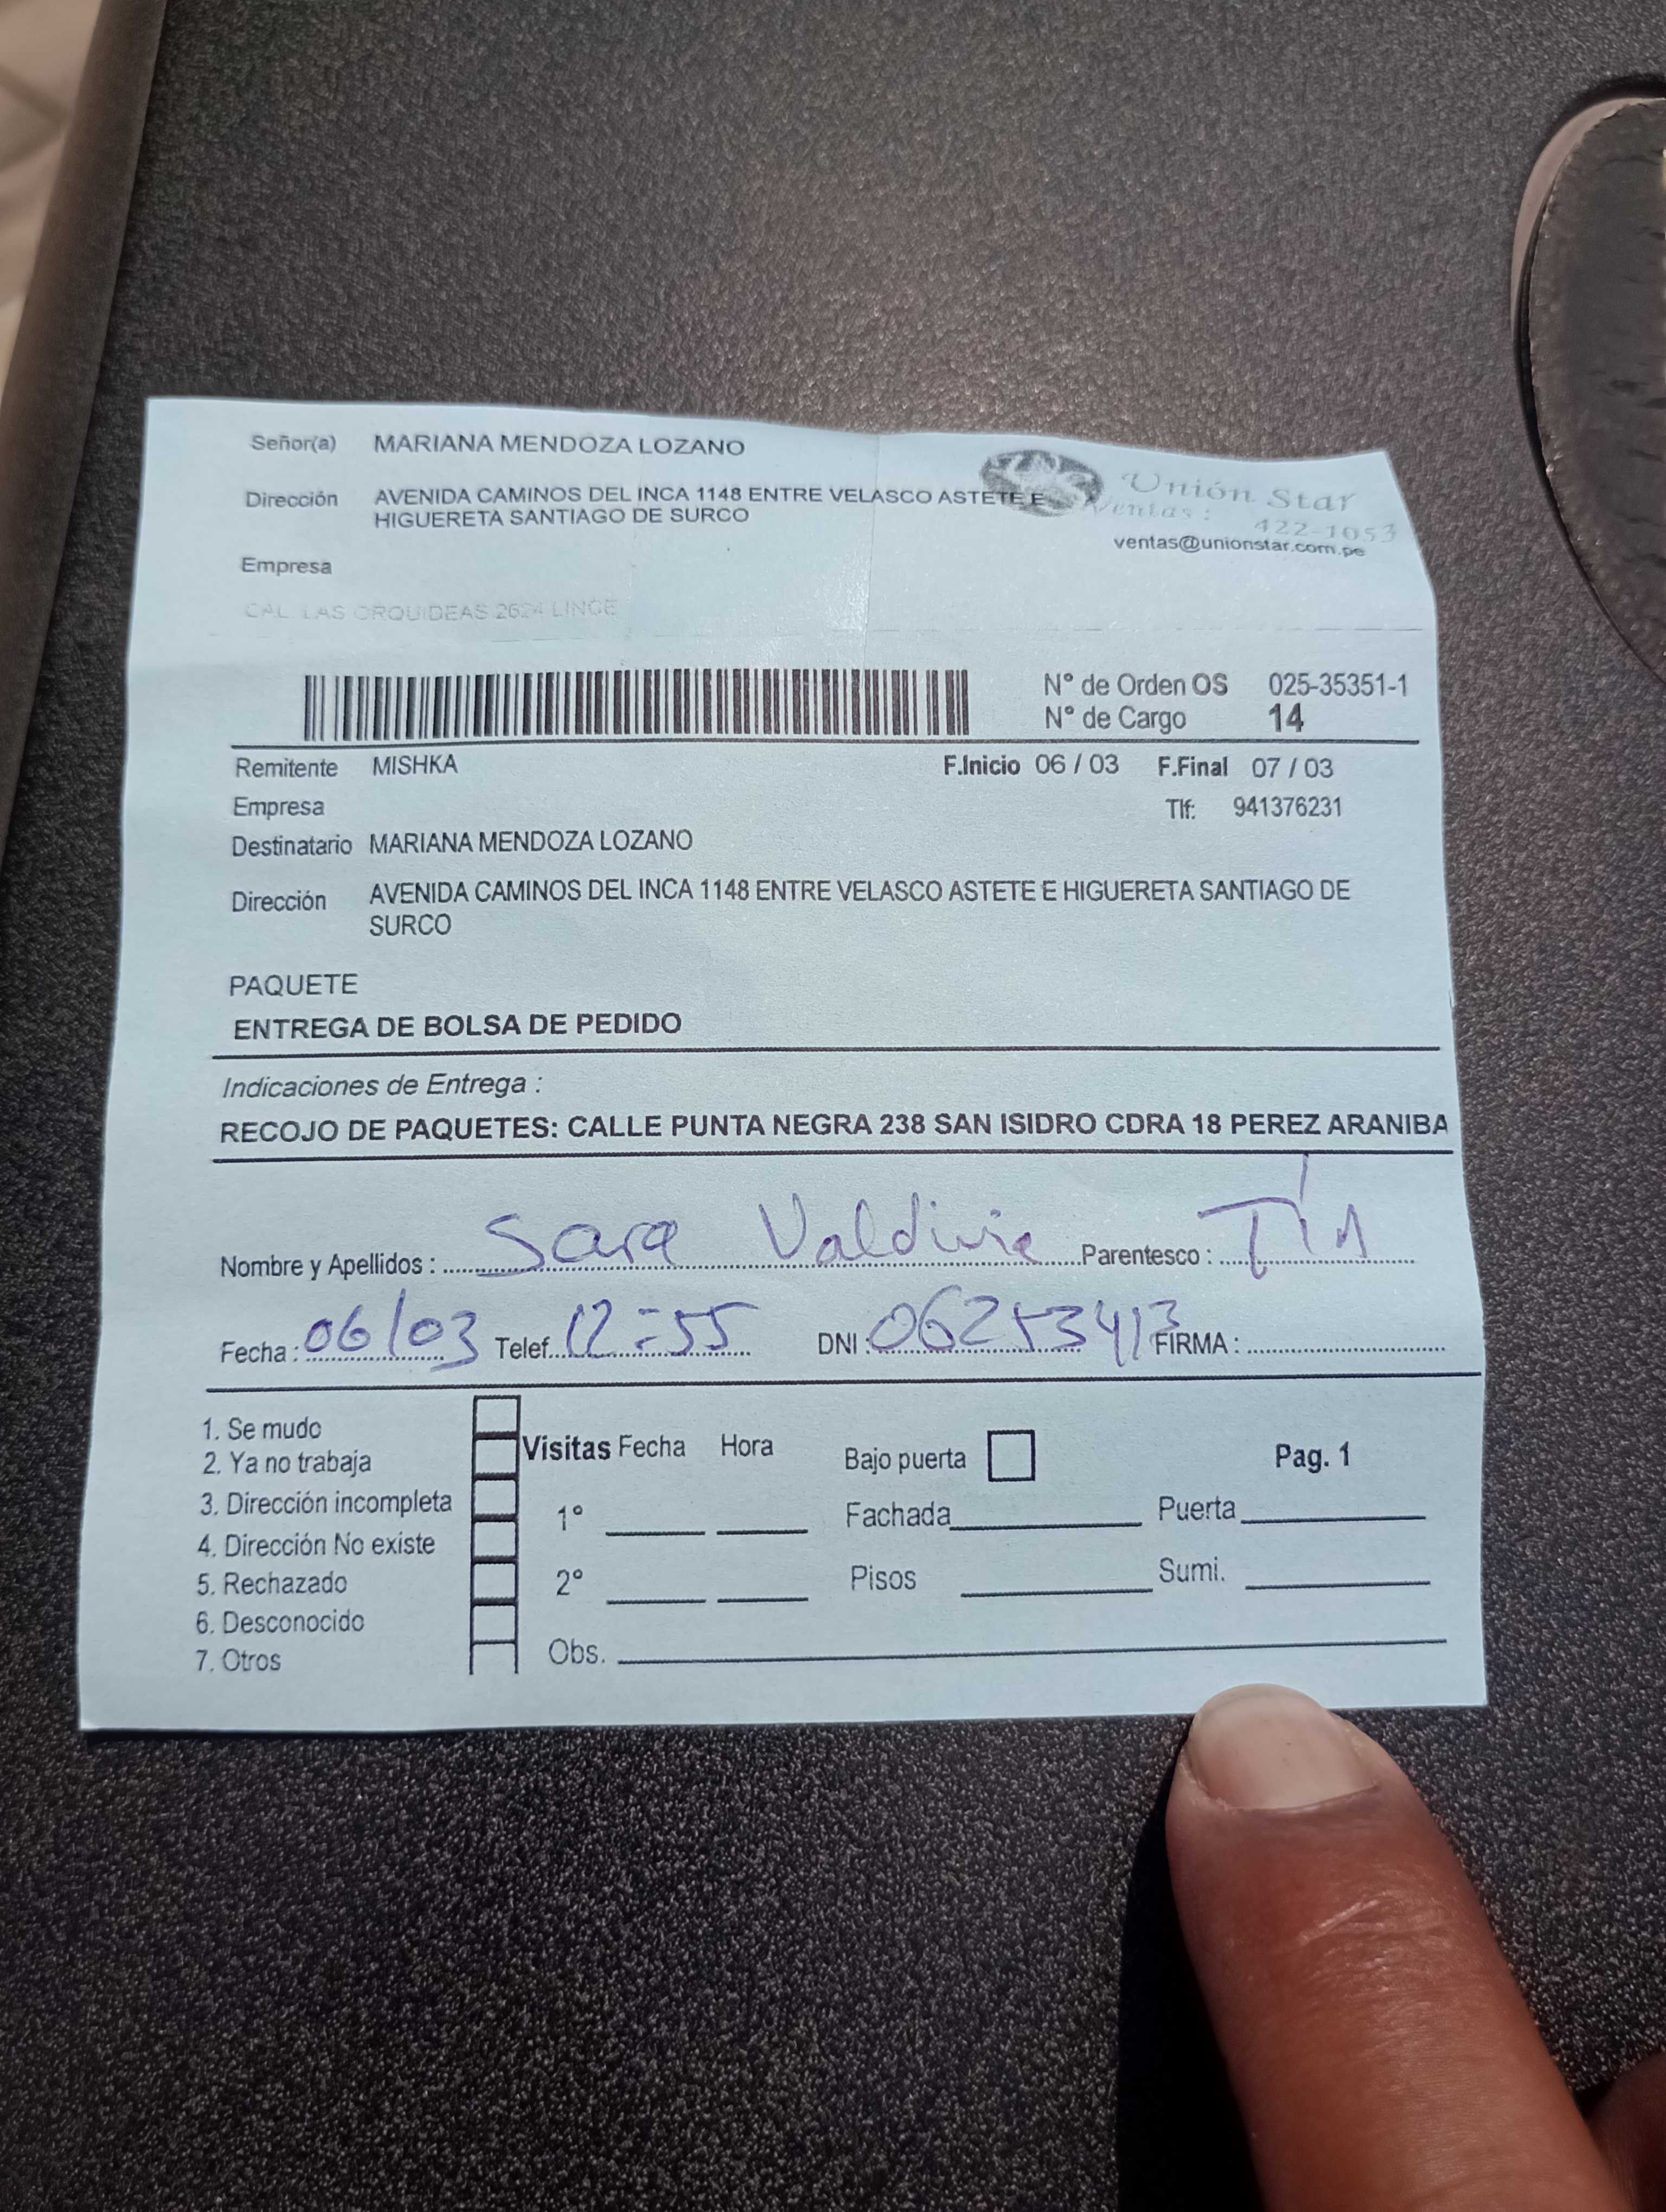 Señor(a) MARIANA MENDOZA LOZANO
Dirección AVENIDA CAMINOS DEL INCA 1148 ENTRE VELASCO ASTETE E
HIGUERETA SANTIAGO DE SURCO
Unión Star
Ventas: 422-1053
ventas@unionstar.com.pe
Empresa
CAL. LAS ORQUIDEAS 2624 LINCE
N° de Orden OS 025-35351-1
N° de Cargo 14
Remitente MISHKA F.Inicio 06 / 03 F.Final 07 / 03
Empresa Tlf: 941376231
Destinatario MARIANA MENDOZA LOZANO
Dirección AVENIDA CAMINOS DEL INCA 1148 ENTRE VELASCO ASTETE E HIGUERETA SANTIAGO DE
SURCO
PAQUETE
ENTREGA DE BOLSA DE PEDIDO
Indicaciones de Entrega :
RECOJO DE PAQUETES: CALLE PUNTA NEGRA 238 SAN ISIDRO CDRA 18 PEREZ ARANIBA
Nombre y Apellidos : Sara Valdivia Parentesco : Tía
Fecha : 06/03 Telef. 12:55 DNI : FIRMA :
1. Se mudo
2. Ya no trabaja
3. Dirección incompleta
4. Dirección No existe
5. Rechazado
6. Desconocido
7. Otros
Visitas Fecha Hora
1°
2°
Obs.
Bajo puerta Pag. 1
Fachada Puerta
Pisos Sumi.